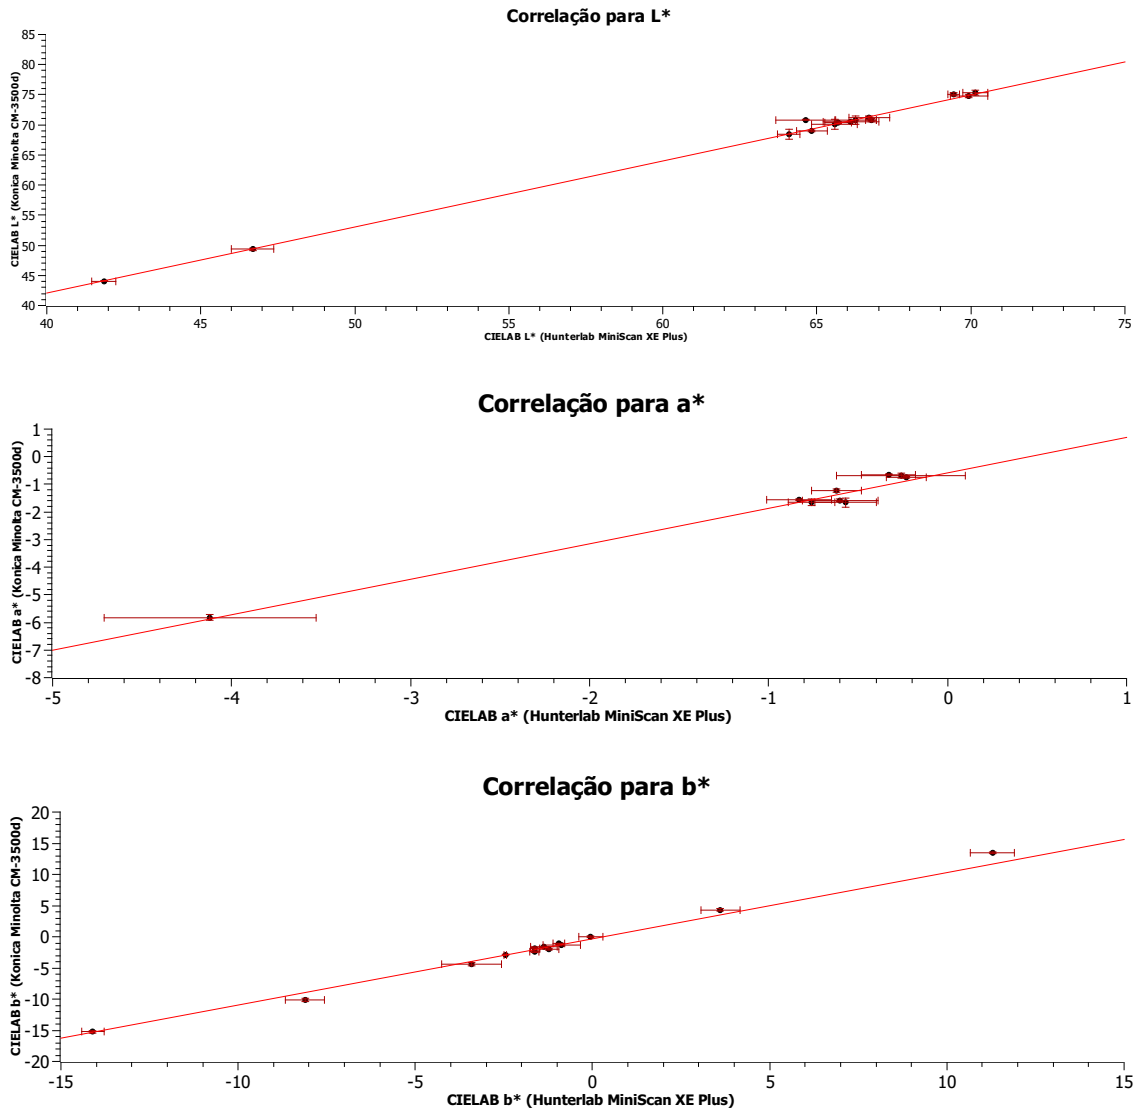 Correlação para L*
CIELAB L* (Konica Minolta CM-3500d)
85
80
75
70
65
60
55
50
45
40
40 45 50 55 60 65 70 75
CIELAB L* (Hunterlab MiniScan XE Plus)
Correlação para a*
CIELAB a* (Konica Minolta CM-3500d)
1
0
-1
-2
-3
-4
-5
-6
-7
-8
-5 -4 -3 -2 -1 0 1
CIELAB a* (Hunterlab MiniScan XE Plus)
Correlação para b*
CIELAB b* (Konica Minolta CM-3500d)
20
15
10
5
0
-5
-10
-15
-20
-15 -10 -5 0 5 10 15
CIELAB b* (Hunterlab MiniScan XE Plus)